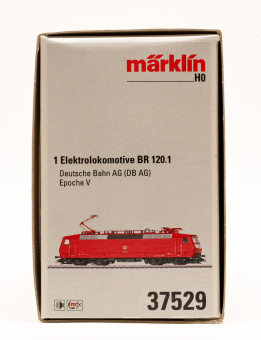 märklin
H0
1 Elektrolokomotive BR 120.1
Deutsche Bahn AG (DB AG)
Epoche V
37529